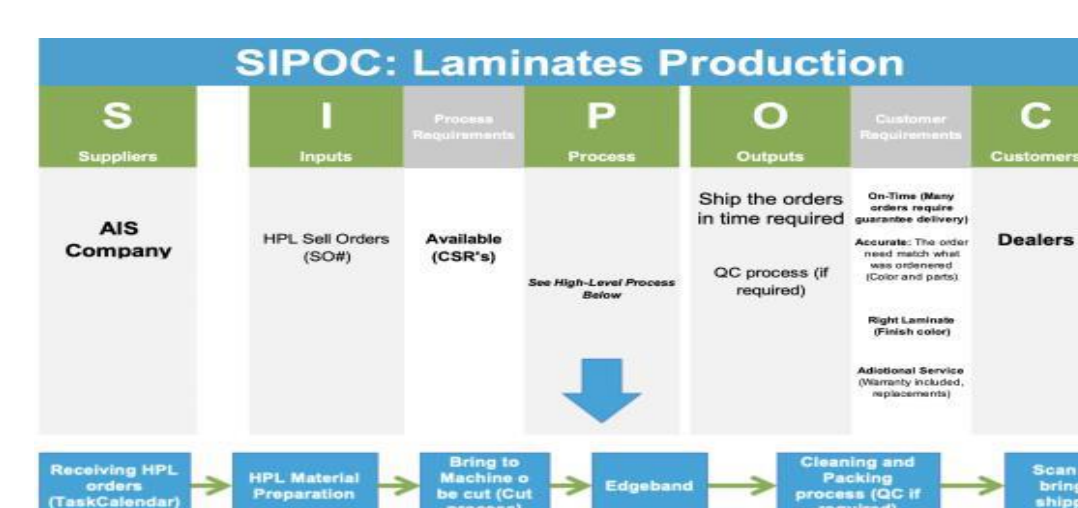 SIPOC: Laminates Production
S
Suppliers
I
Inputs
Process
Requirements
P
Process
O
Outputs
Customer
Requirements
C
Customers
AIS
Company
HPL Sell Orders
(SO#)
Available
(CSR's)
See High-Level Process
Below
Ship the orders
in time required
QC process (if
required)
On-Time (Many
orders require
guarantee delivery)
Accurate: The order
need match what
was ordenered
(Color and parts)
Right Laminate
(Finish color)
Adiotional Service
(Warranty included,
replacements)
Dealers
Receiving HPL
orders
(TaskCalendar)
HPL Material
Preparation
Bring to
Machine o
be cut (Cut
process)
Edgeband
Cleaning and
Packing
process (QC if
required)
Scan
bring
shipp